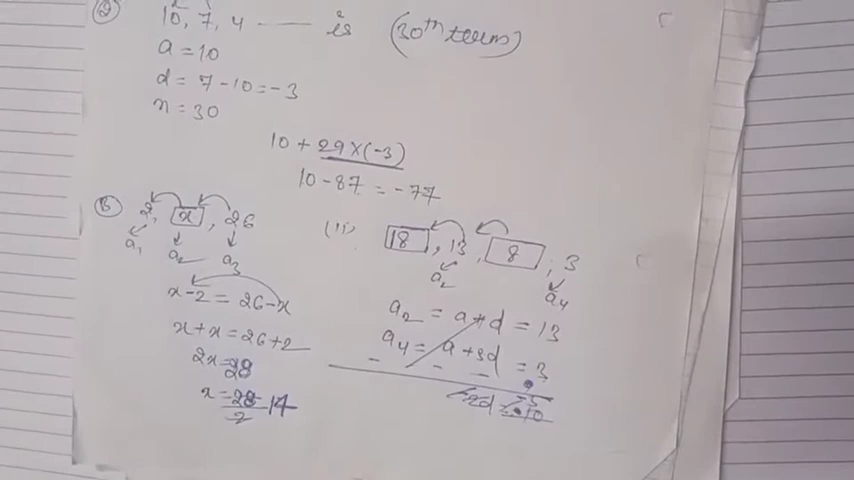 10, 7, 4 —— is (30th term)
a = 10
d = 7 - 10 = -3
n = 30
10 + 29 × (-3)
10 - 87 = -77
2, x, 26
a1 a2 a3
x - 2 = 26 - x
x + x = 26 + 2
2x = 28
x = 28/2 = 14
(ii) 18, 13, 8, 3
a2 a4
a2 = a + d = 13
a4 = a + 3d = 3